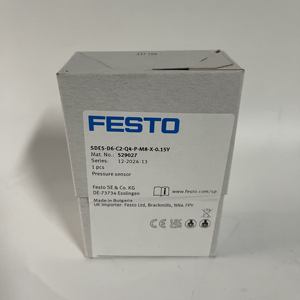 FESTO
SDE5-D6-C2-Q4-P-M8-X-0.15Y
Mat. No.: 529027
Series: 12-2024-13
1 pcs
Pressure sensor
Festo SE & Co. KG
DE-73734 Esslingen
www.festo.com/sp
Made in Bulgaria
UK Importer: Festo Ltd, Brackmills, NN4 7PY